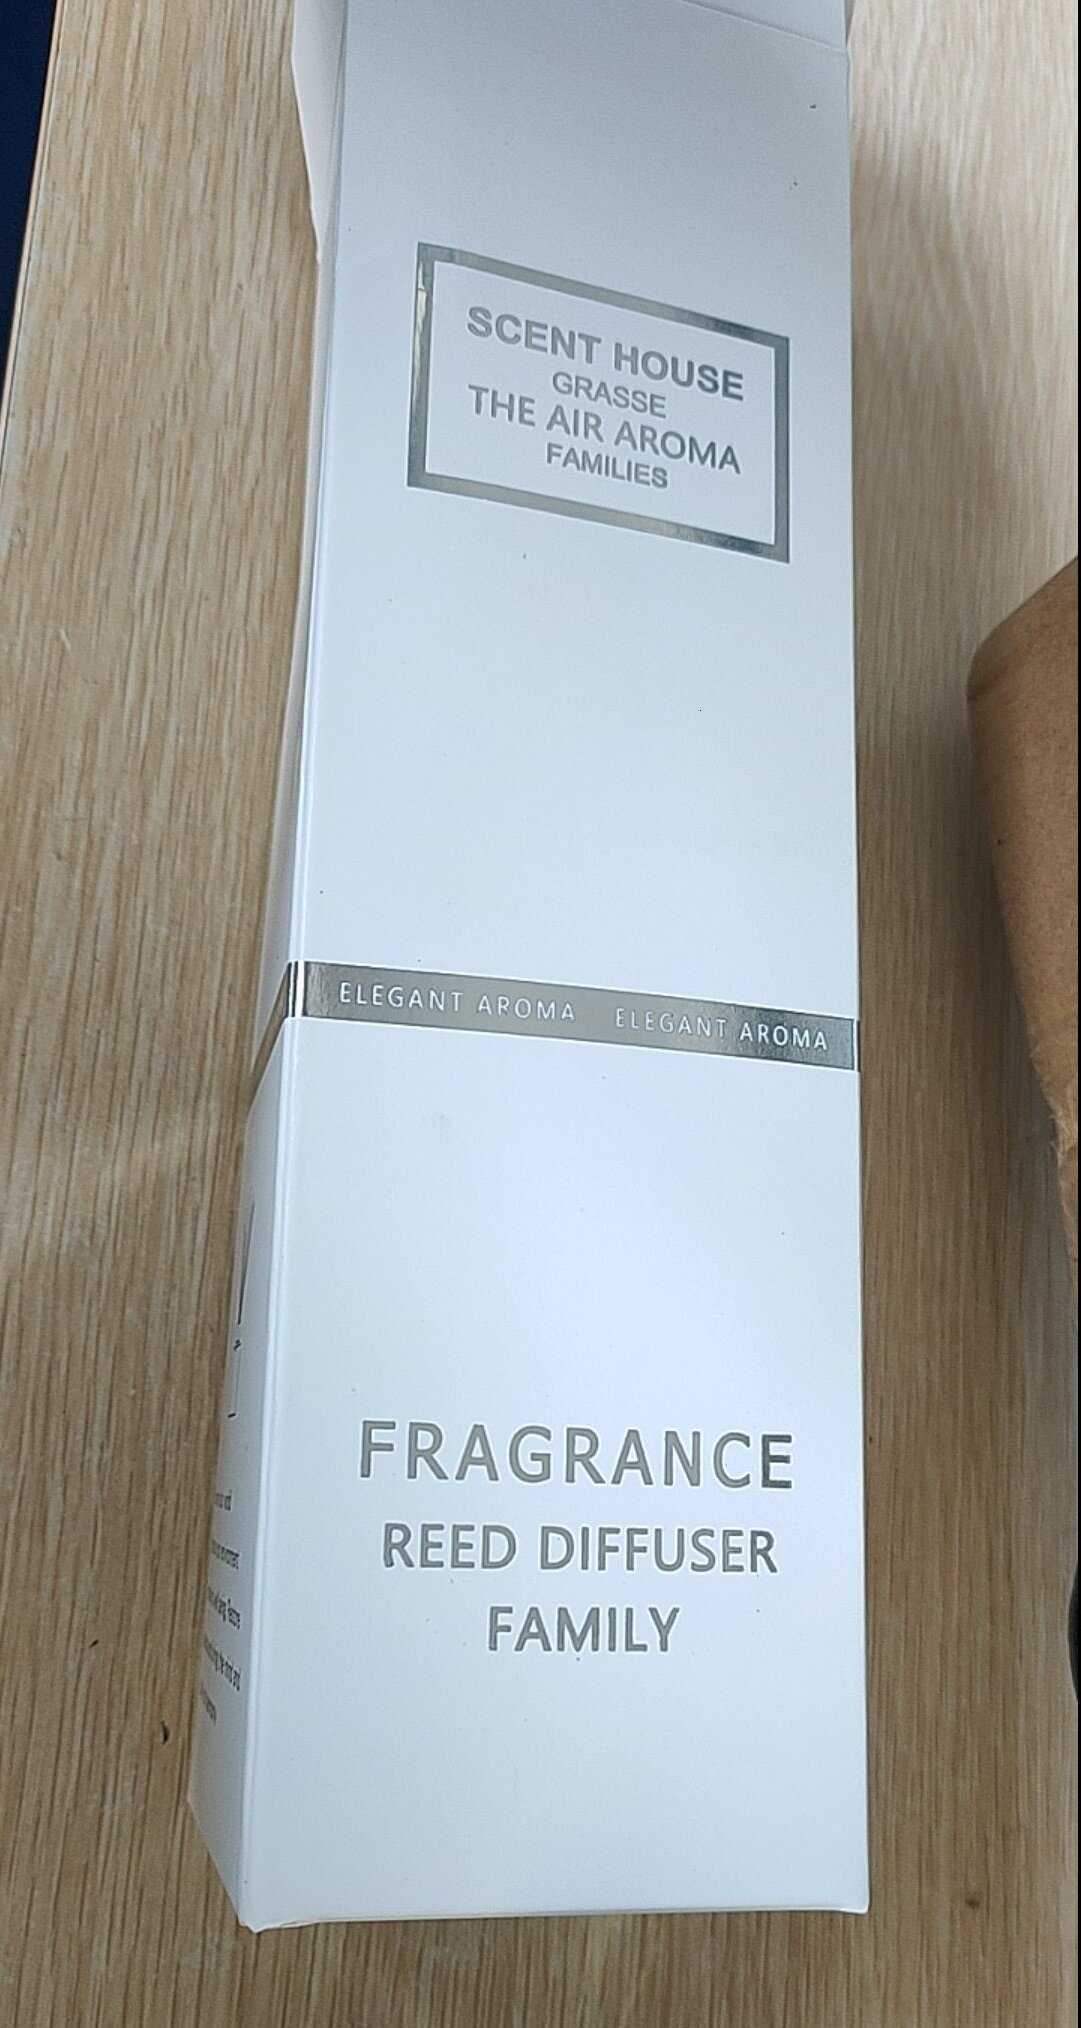 SCENT HOUSE
GRASSE
THE AIR AROMA
FAMILIES
ELEGANT AROMA ELEGANT AROMA
FRAGRANCE
REED DIFFUSER
FAMILY